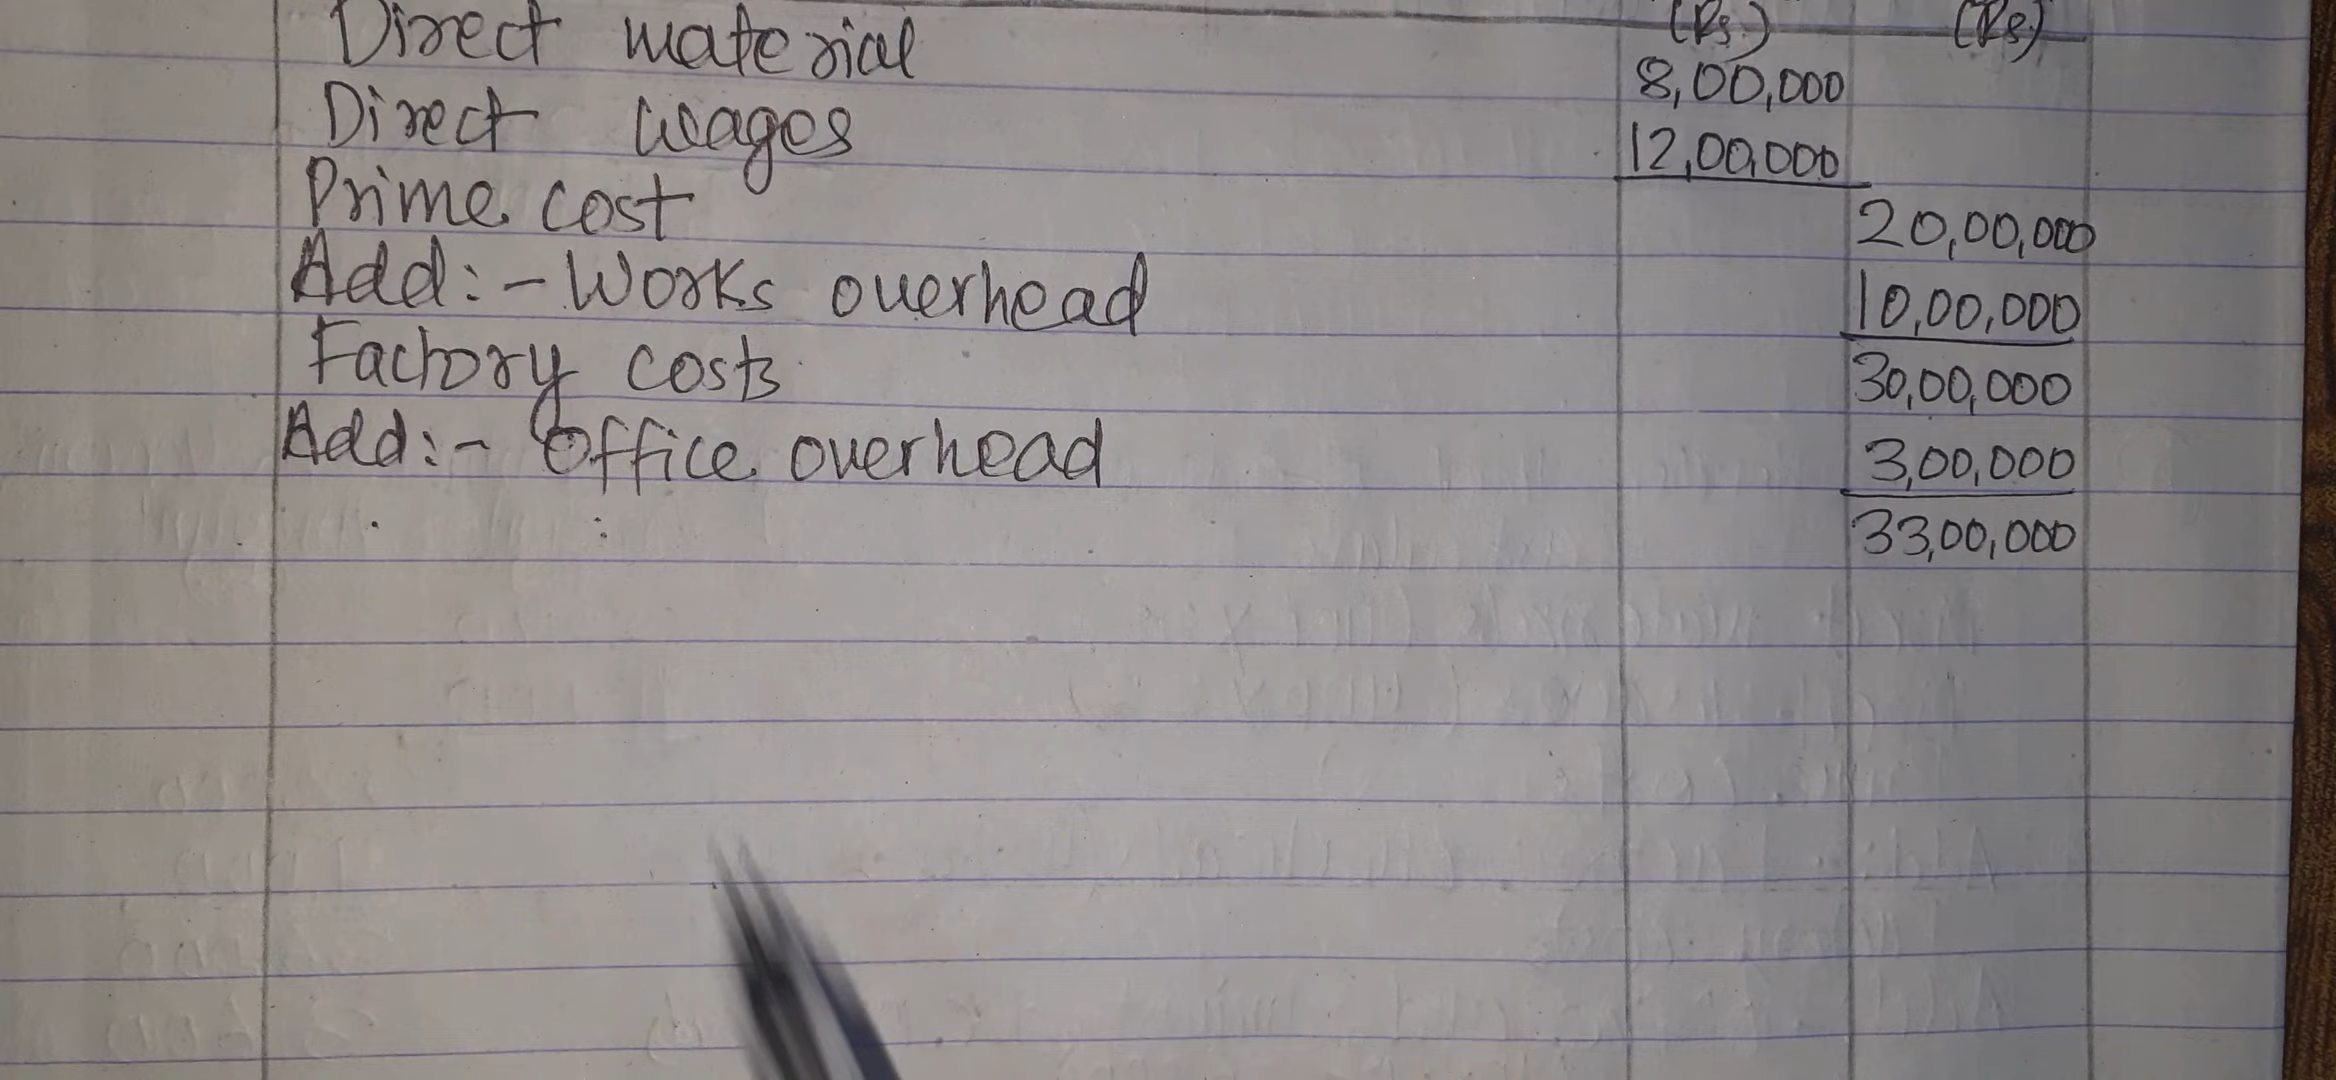 (Rs.) (Rs)
Direct material 8,00,000
Direct wages 12,00,000
Prime cost 20,00,000
Add:- Works overhead 10,00,000
Factory costs 30,00,000
Add:- Office overhead 3,00,000
33,00,000